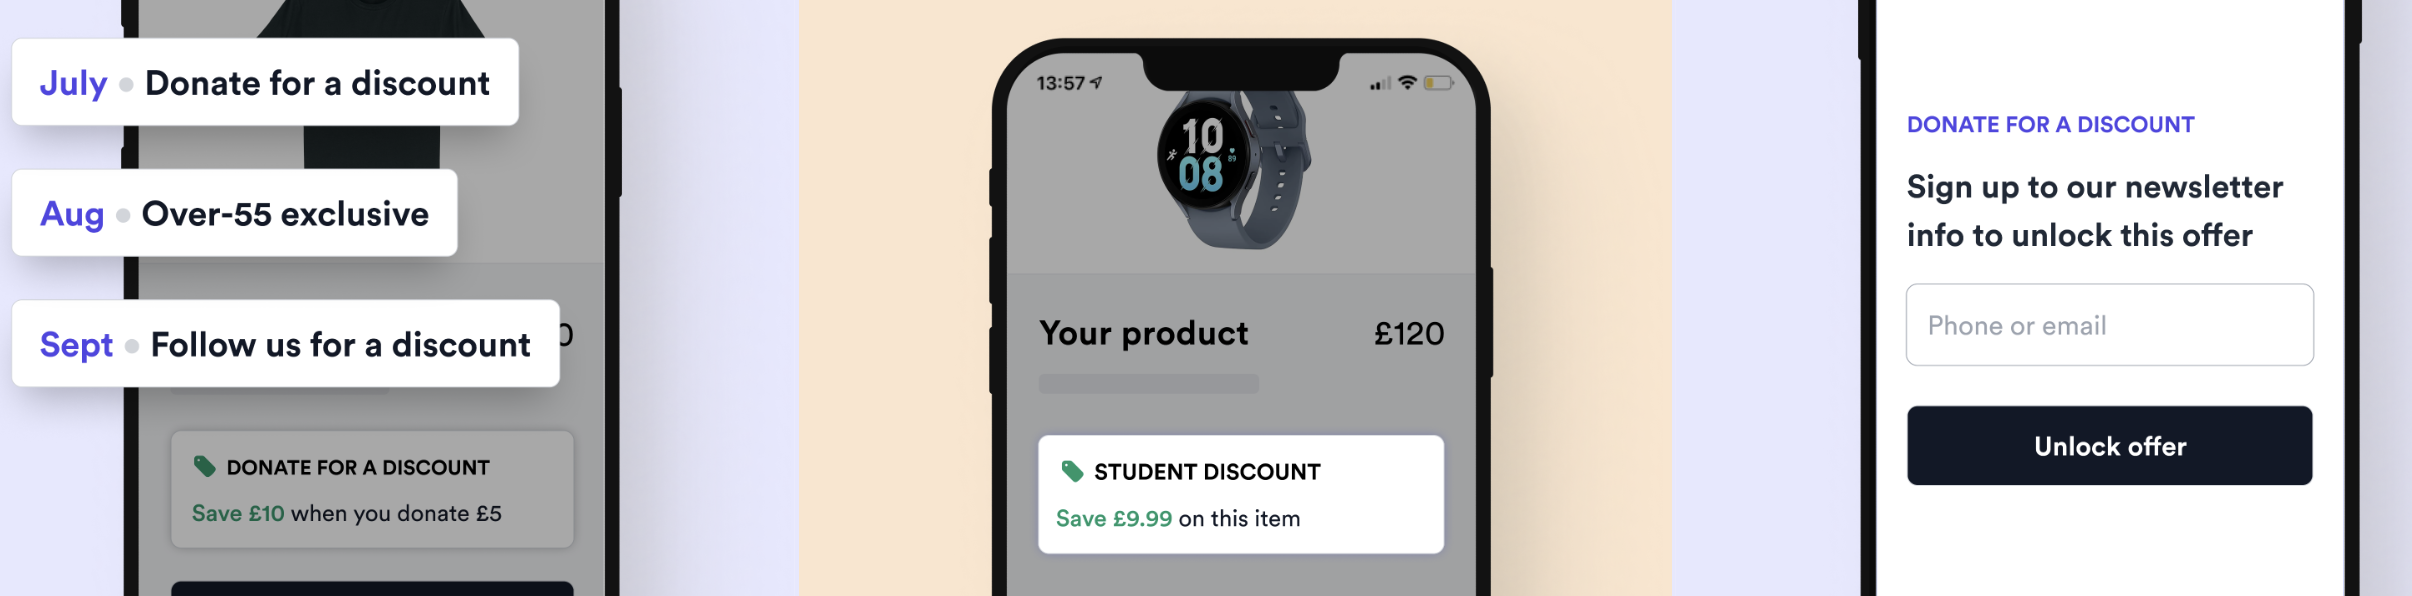 July • Donate for a discount
Aug • Over-55 exclusive
Sept • Follow us for a discount
0
DONATE FOR A DISCOUNT
Save £10 when you donate £5
13:57
10
08
89
Your product £120
STUDENT DISCOUNT
Save £9.99 on this item
DONATE FOR A DISCOUNT
Sign up to our newsletter
info to unlock this offer
Phone or email
Unlock offer